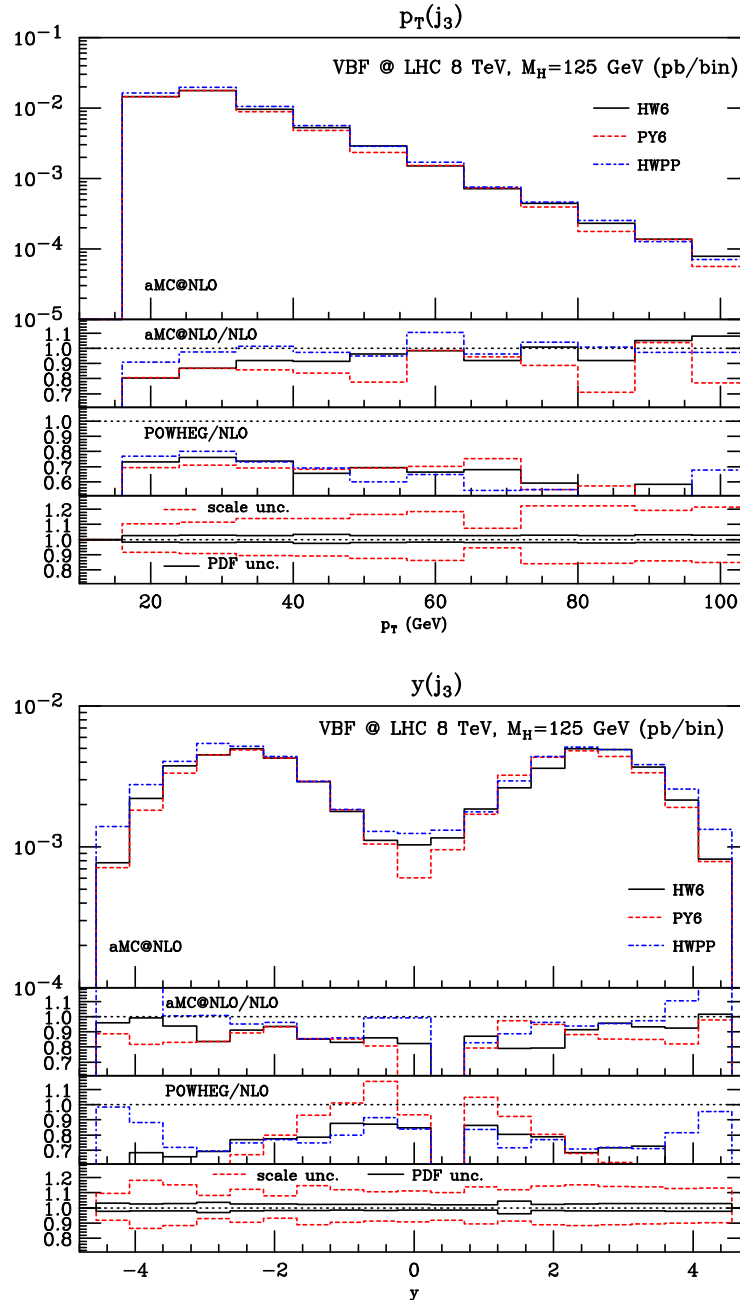 p_T(j_3)
10^-1
VBF @ LHC 8 TeV, M_H=125 GeV (pb/bin)
10^-2
HW6
PY6
HWPP
10^-3
10^-4
aMC@NLO
10^-5
aMC@NLO/NLO
1.1
1.0
0.9
0.8
0.7
1.0
POWHEG/NLO
0.9
0.8
0.7
0.6
1.2
scale unc.
1.1
1.0
0.9
PDF unc.
0.8
20 40 60 80 100
p_T (GeV)
y(j_3)
10^-2
VBF @ LHC 8 TeV, M_H=125 GeV (pb/bin)
10^-3
HW6
PY6
HWPP
aMC@NLO
10^-4
aMC@NLO/NLO
1.1
1.0
0.9
0.8
0.7
POWHEG/NLO
1.1
1.0
0.9
0.8
0.7
scale unc. PDF unc.
1.2
1.1
1.0
0.9
0.8
−4 −2 0 2 4
y